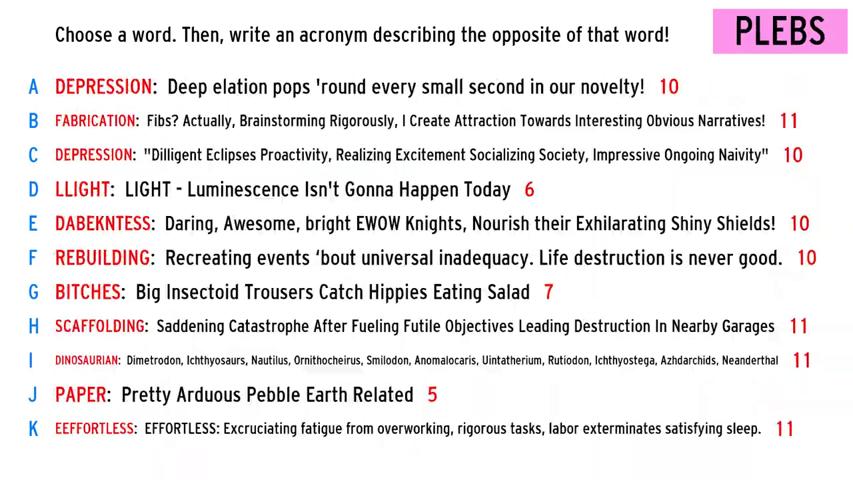 Choose a word. Then, write an acronym describing the opposite of that word!
PLEBS
A DEPRESSION: Deep elation pops 'round every small second in our novelty! 10
B FABRICATION: Fibs? Actually, Brainstorming Rigorously, I Create Attraction Towards Interesting Obvious Narratives! 11
C DEPRESSION: "Dilligent Eclipses Proactivity, Realizing Excitement Socializing Society, Impressive Ongoing Naivity" 10
D LLIGHT: LIGHT - Luminescence Isn't Gonna Happen Today 6
E DABEKNTESS: Daring, Awesome, bright EWOW Knights, Nourish their Exhilarating Shiny Shields! 10
F REBUILDING: Recreating events ‘bout universal inadequacy. Life destruction is never good. 10
G BITCHES: Big Insectoid Trousers Catch Hippies Eating Salad 7
H SCAFFOLDING: Saddening Catastrophe After Fueling Futile Objectives Leading Destruction In Nearby Garages 11
I DINOSAURIAN: Dimetrodon, Ichthyosaurs, Nautilus, Ornithocheirus, Smilodon, Anomalocaris, Uintatherium, Rutiodon, Ichthyostega, Azhdarchids, Neanderthal 11
J PAPER: Pretty Arduous Pebble Earth Related 5
K EEFFORTLESS: EFFORTLESS: Excruciating fatigue from overworking, rigorous tasks, labor exterminates satisfying sleep. 11